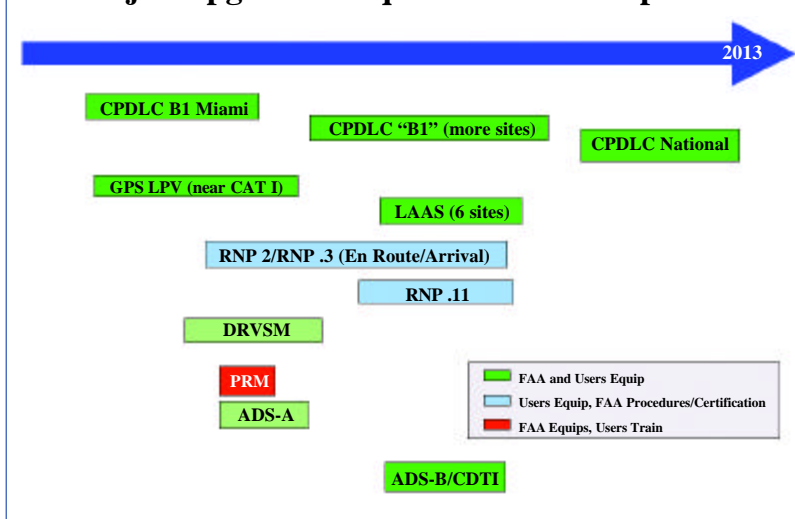 2013
CPDLC B1 Miami
CPDLC “B1” (more sites)
CPDLC National
GPS LPV (near CAT I)
LAAS (6 sites)
RNP 2/RNP .3 (En Route/Arrival)
RNP .11
DRVSM
PRM
ADS-A
ADS-B/CDTI
FAA and Users Equip
Users Equip, FAA Procedures/Certification
FAA Equips, Users Train